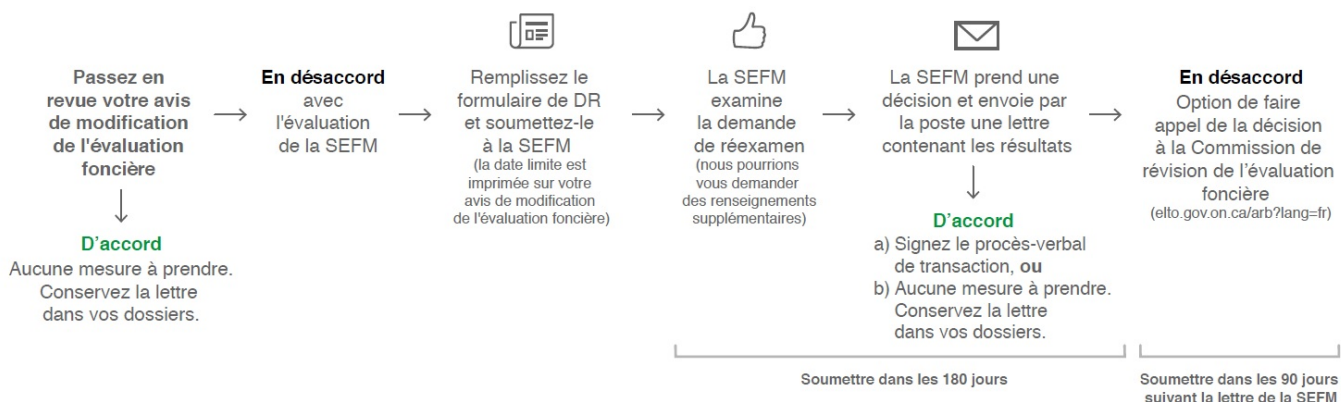 Passez en
revue votre avis
de modification
de l'évaluation
foncière
D'accord
Aucune mesure à prendre.
Conservez la lettre
dans vos dossiers.
En désaccord
avec
l'évaluation
de la SEFM
Remplissez le
formulaire de DR
et soumettez-le
à la SEFM
(la date limite est
imprimée sur votre
avis de modification
de l'évaluation foncière)
La SEFM
examine
la demande
de réexamen
(nous pourrions
vous demander
des renseignements
supplémentaires)
La SEFM prend une
décision et envoie par
la poste une lettre
contenant les résultats
D'accord
a) Signez le procès-verbal
de transaction, ou
b) Aucune mesure à prendre.
Conservez la lettre
dans vos dossiers.
En désaccord
Option de faire
appel de la décision
à la Commission de
révision de l'évaluation
foncière
(elto.gov.on.ca/arb?lang=fr)
Soumettre dans les 180 jours
Soumettre dans les 90 jours
suivant la lettre de la SEFM